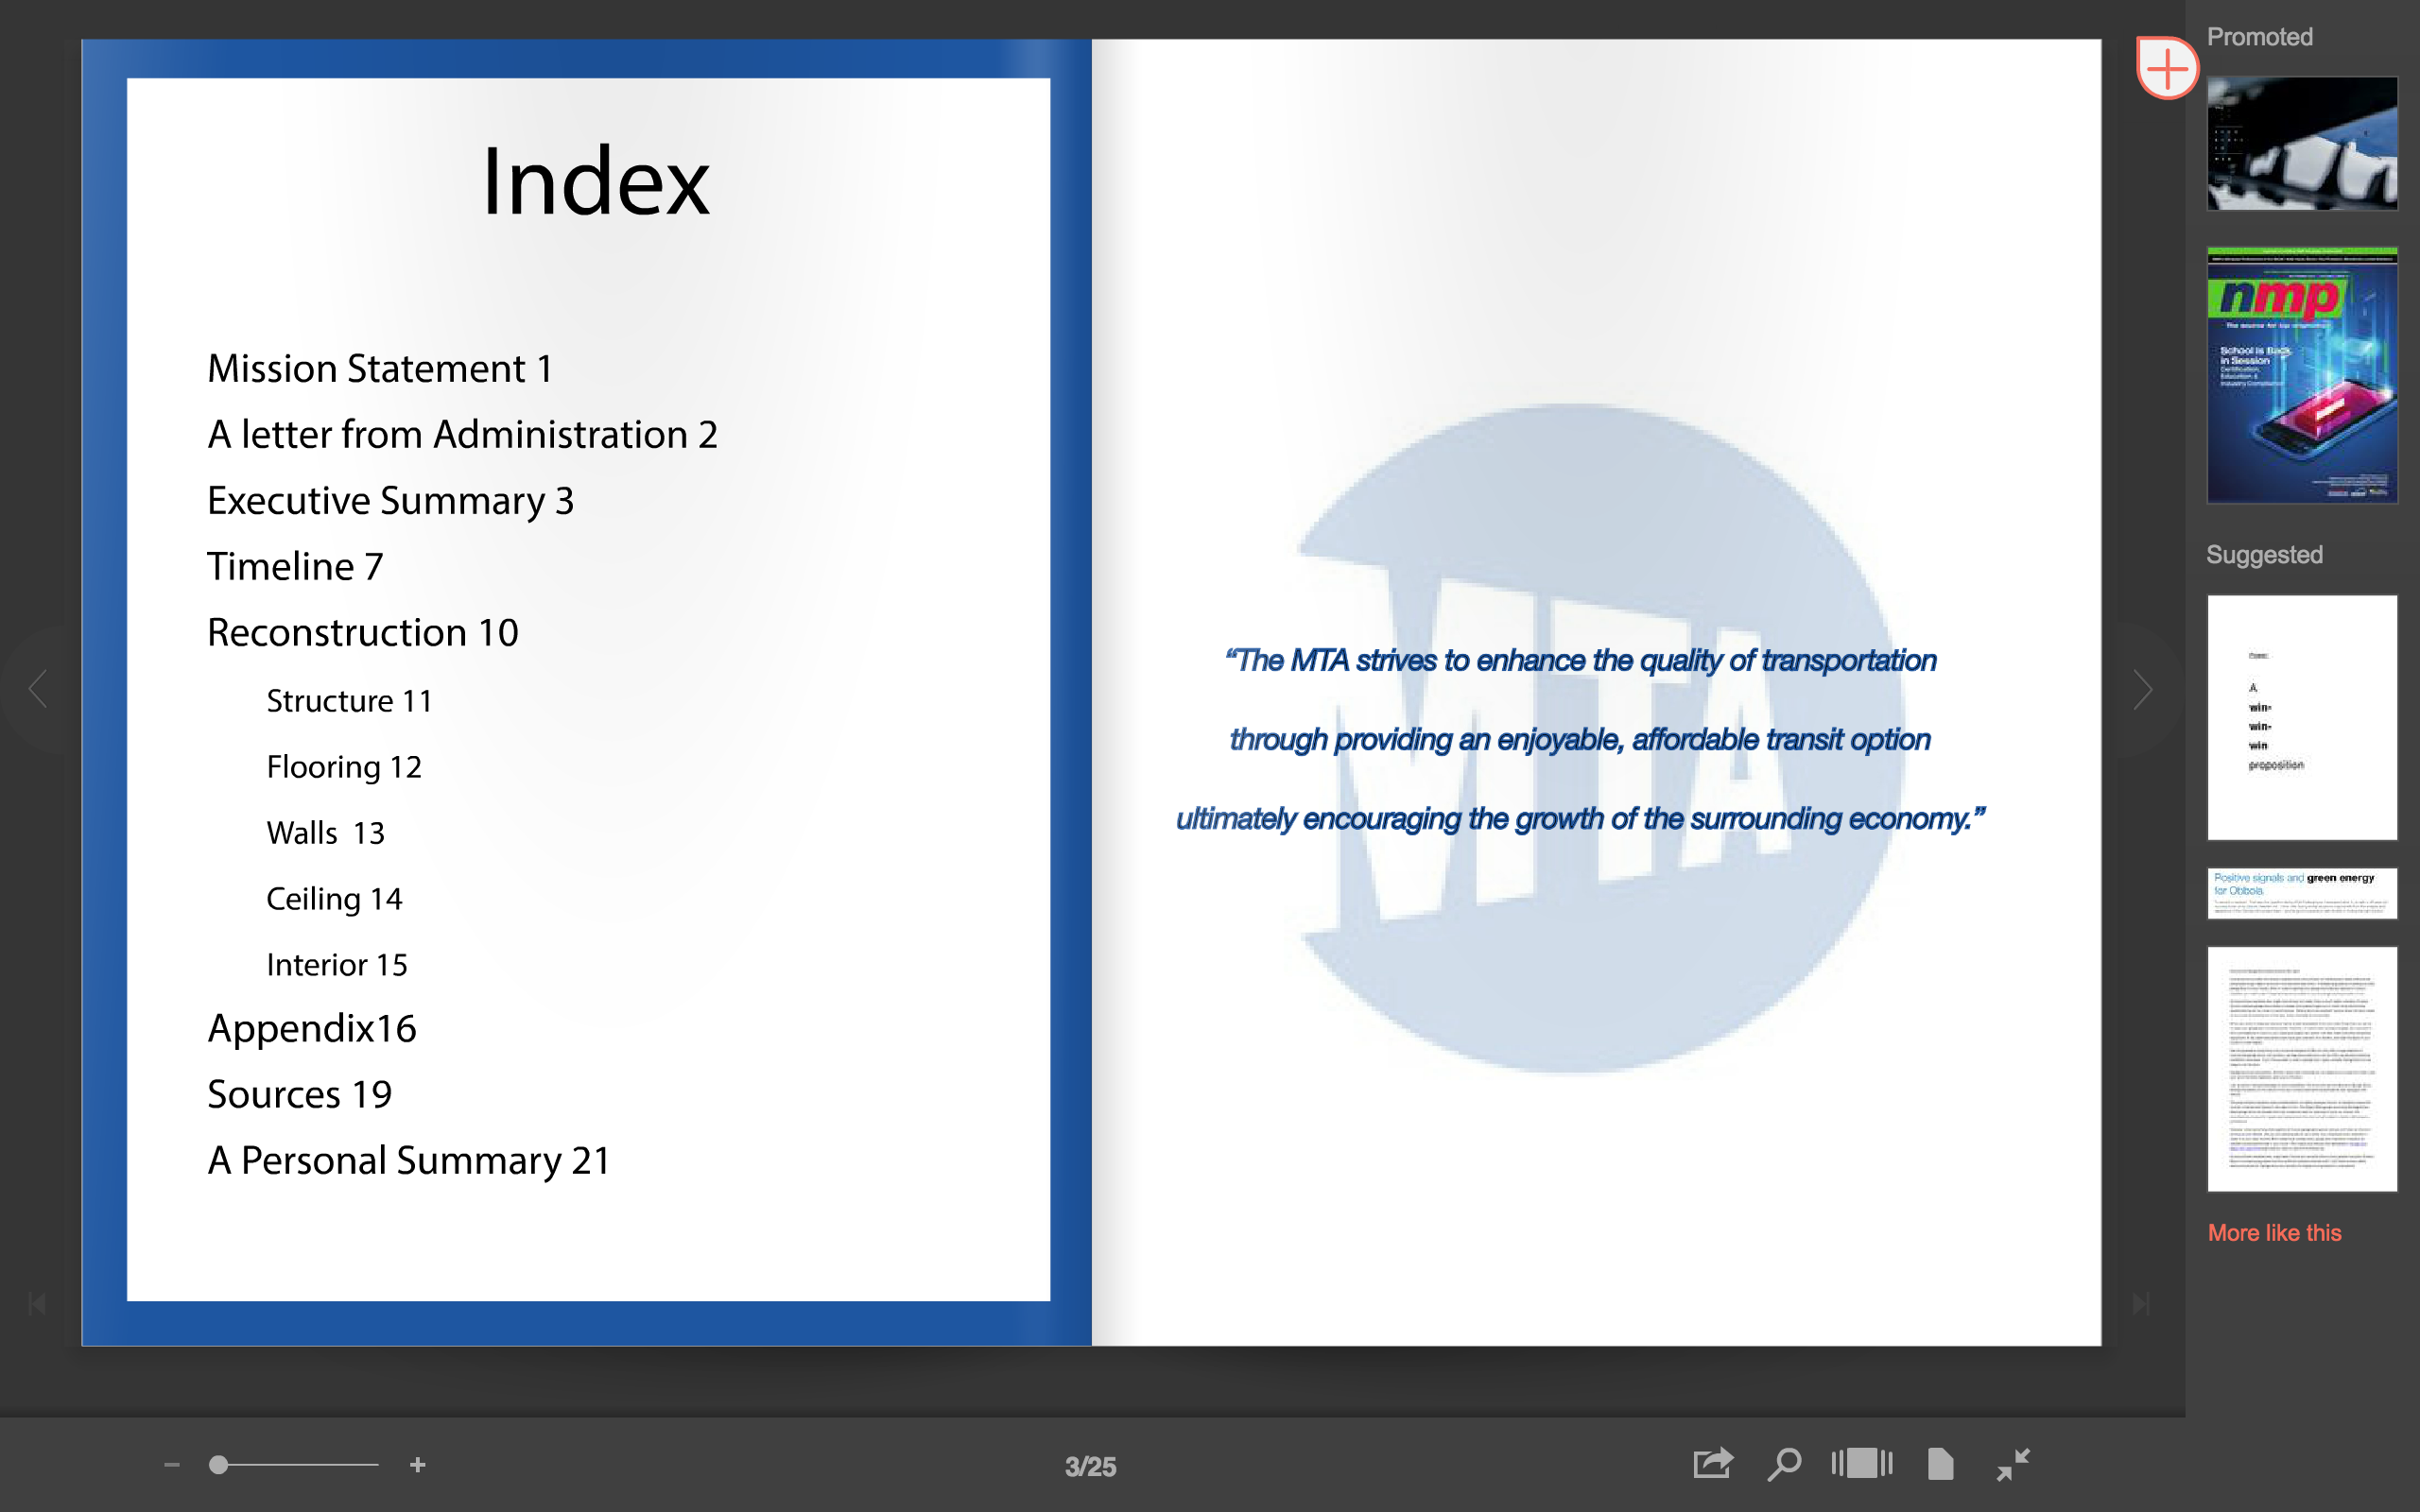 Index
Mission Statement 1
A letter from Administration 2
Executive Summary 3
Timeline 7
Reconstruction 10
Structure 11
Flooring 12
Walls  13
Ceiling 14
Interior 15
Appendix16
Sources 19
A Personal Summary 21
MTA
“The MTA strives to enhance the quality of transportation
through providing an enjoyable, affordable transit option
ultimately encouraging the growth of the surrounding economy.”
Promoted
nmp
School is Back
in Session
Suggested
A
win-
win-
win
proposition
Positive signals and green energy
for Obbola
More like this
3/25